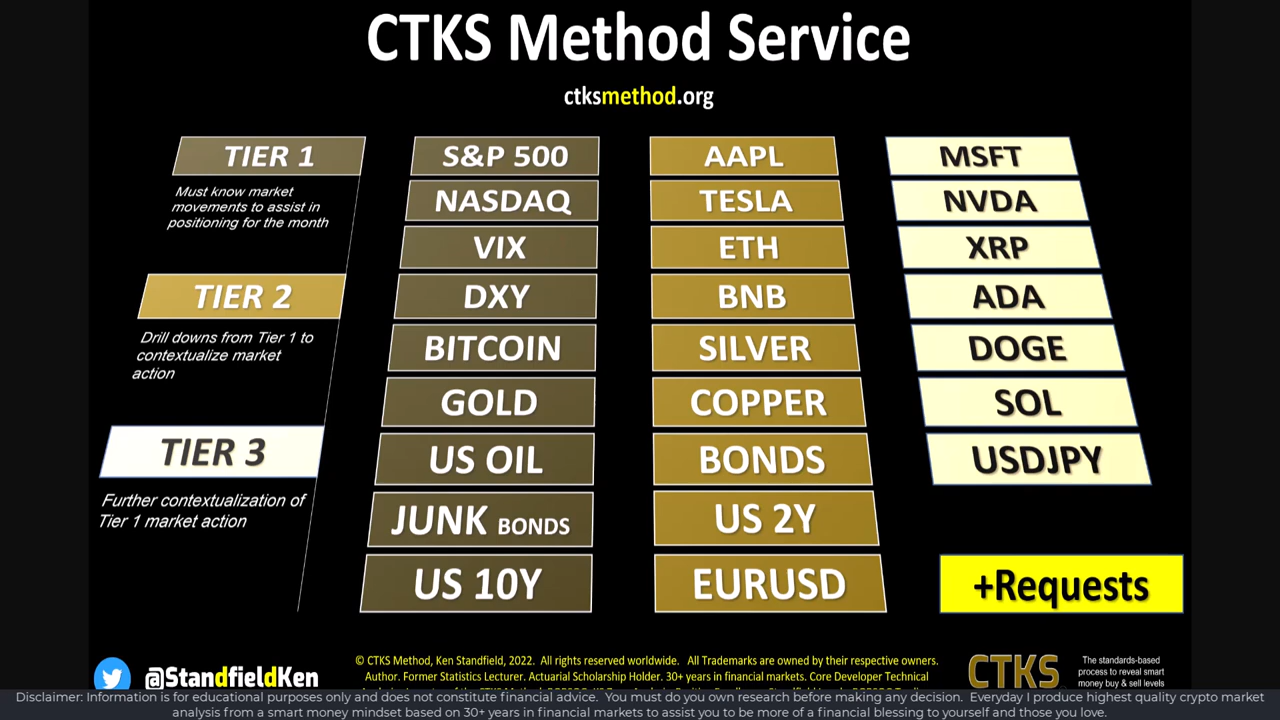 CTKS Method Service
ctksmethod.org
TIER 1
Must know market
movements to assist in
positioning for the month
TIER 2
Drill downs from Tier 1 to
contextualize market
action
TIER 3
Further contextualization of
Tier 1 market action
S&P 500
NASDAQ
VIX
DXY
BITCOIN
GOLD
US OIL
JUNK BONDS
US 10Y
AAPL
TESLA
ETH
BNB
SILVER
COPPER
BONDS
US 2Y
EURUSD
MSFT
NVDA
XRP
ADA
DOGE
SOL
USDJPY
+Requests
@StandfieldKen
© CTKS Method, Ken Standfield, 2022. All rights reserved worldwide. All Trademarks are owned by their respective owners.
Author. Former Statistics Lecturer. Actuarial Scholarship Holder. 30+ years in financial markets. Core Developer Technical
CTKS
The standards-based
process to reveal smart
money buy & sell levels
Disclaimer: Information is for educational purposes only and does not constitute financial advice. You must do you own research before making any decision. Everyday I produce highest quality crypto market
analysis from a smart money mindset based on 30+ years in financial markets to assist you to be more of a financial blessing to yourself and those you love.